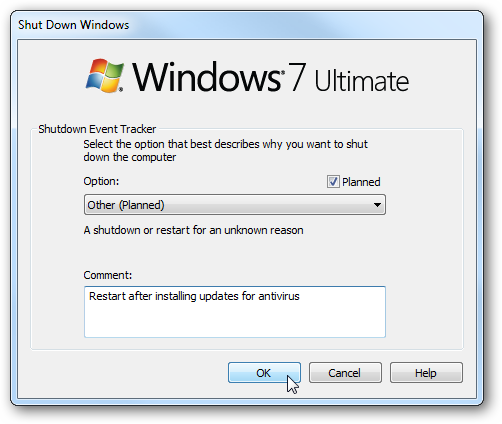 Shut Down Windows
Windows 7 Ultimate
Shutdown Event Tracker
Select the option that best describes why you want to shut
down the computer
Option:
Planned
Other (Planned)
A shutdown or restart for an unknown reason
Comment:
Restart after installing updates for antivirus
OK
Cancel
Help